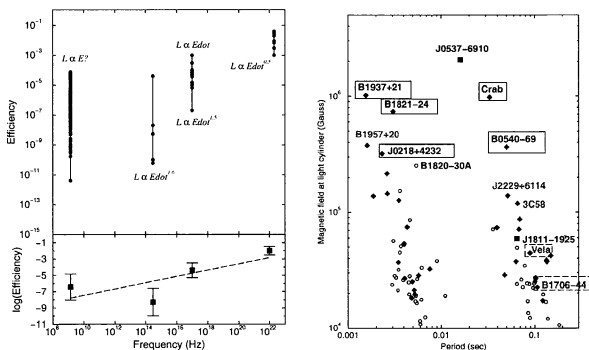 L α E?
L α Edot
L α Edot^1.5
L α Edot^1.6
L α Edot^0.5
Efficiency
10^-1
10^-3
10^-5
10^-7
10^-9
10^-11
10^-13
10^-15
log(Efficiency)
-1
-3
-5
-7
-9
-11
10^8 10^10 10^12 10^14 10^16 10^18 10^20 10^22 10^24
Frequency (Hz)
Magnetic field at light cylinder (Gauss)
10^6
10^5
10^4
J0537-6910
B1937+21
Crab
B1821-24
B1957+20
B0540-69
J0218+4232
B1820-30A
J2229+6114
3C58
J1811-1925
Vela
B1706-44
0.001 0.01 0.1
Period (sec)